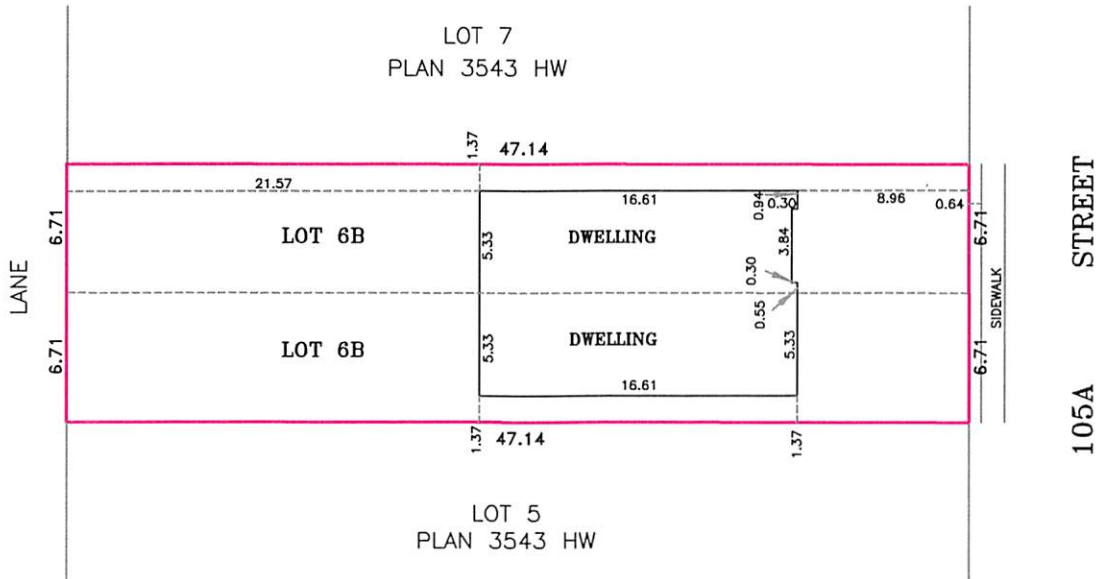 LOT 7
PLAN 3543 HW
1.37
47.14
21.57
16.61
0.94
0.30
8.96
0.64
6.71
LOT 6B
5.33
DWELLING
3.84
6.71
STREET
LANE
0.30
SIDEWALK
0.55
6.71
LOT 6B
5.33
DWELLING
5.33
6.71
16.61
105A
1.37
47.14
1.37
LOT 5
PLAN 3543 HW